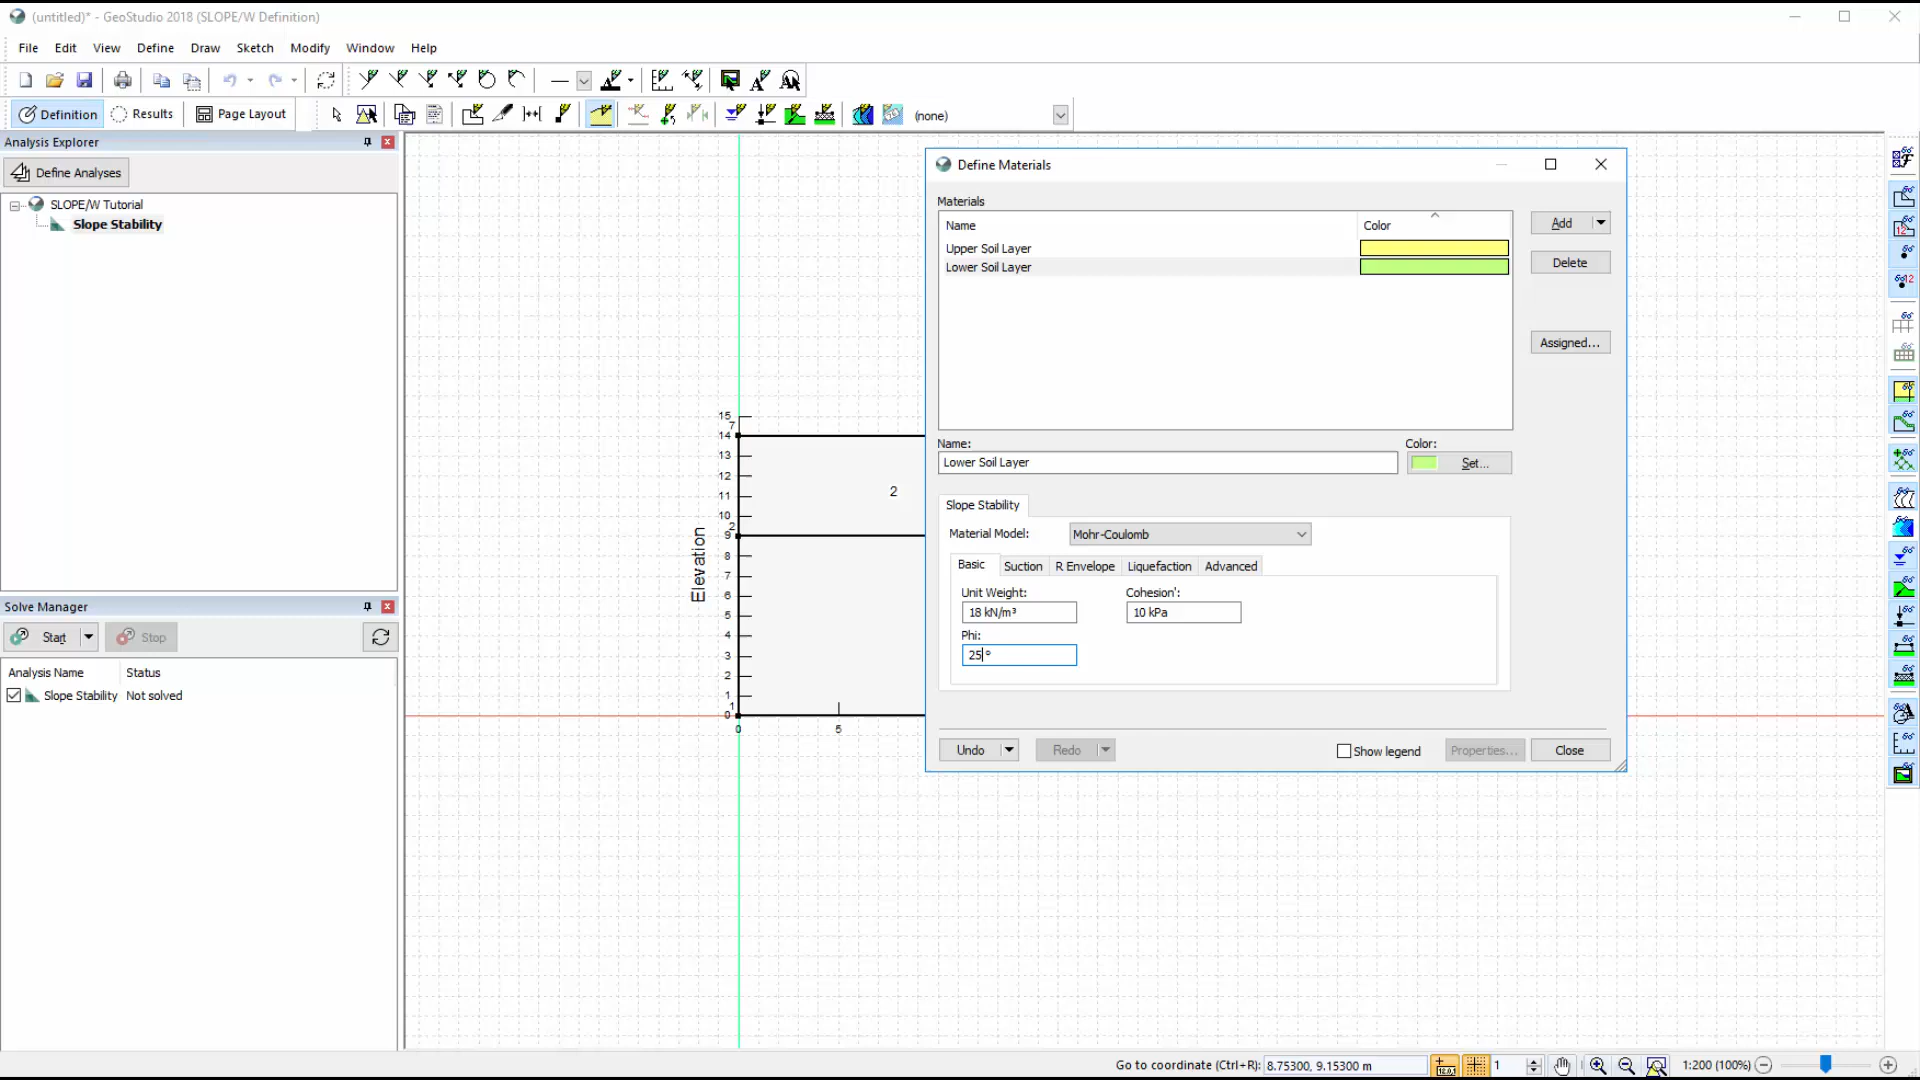 (untitled)* - GeoStudio 2018 (SLOPE/W Definition)
File Edit View Define Draw Sketch Modify Window Help
Definition Results Page Layout (none)
Analysis Explorer
Define Analyses
SLOPE/W Tutorial
Slope Stability
Solve Manager
Start Stop
Analysis Name Status
Slope Stability Not solved
Elevation
15
7
14
13
12
11
10
2
9
8
7
6
5
4
3
2
1
1
0
0 5
2
Define Materials
Materials
Name Color
Upper Soil Layer
Lower Soil Layer
Add
Delete
Assigned...
Name: Color:
Lower Soil Layer Set...
Slope Stability
Material Model: Mohr-Coulomb
Basic Suction R Envelope Liquefaction Advanced
Unit Weight: Cohesion':
18 kN/m³ 10 kPa
Phi:
25 °
Undo Redo Show legend Properties... Close
Go to coordinate (Ctrl+R): 8.75300, 9.15300 m 1 1:200 (100%)